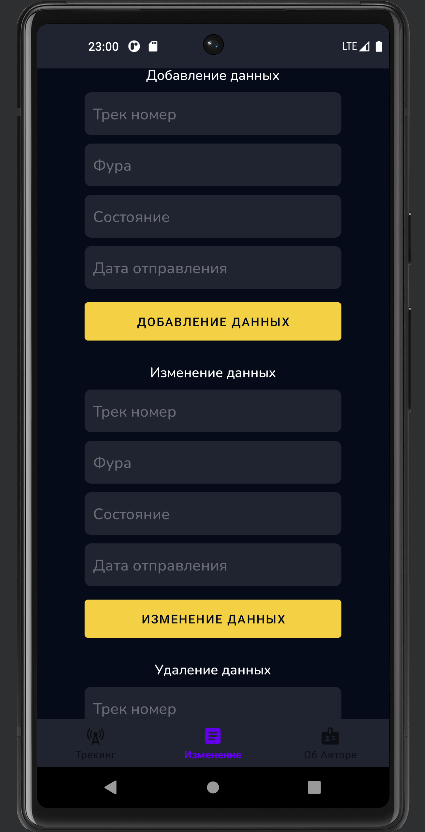 23:00 LTE
Добавление данных
Трек номер
Фура
Состояние
Дата отправления
ДОБАВЛЕНИЕ ДАННЫХ
Изменение данных
Трек номер
Фура
Состояние
Дата отправления
ИЗМЕНЕНИЕ ДАННЫХ
Удаление данных
Трек номер
Трекинг Изменение Об Авторе